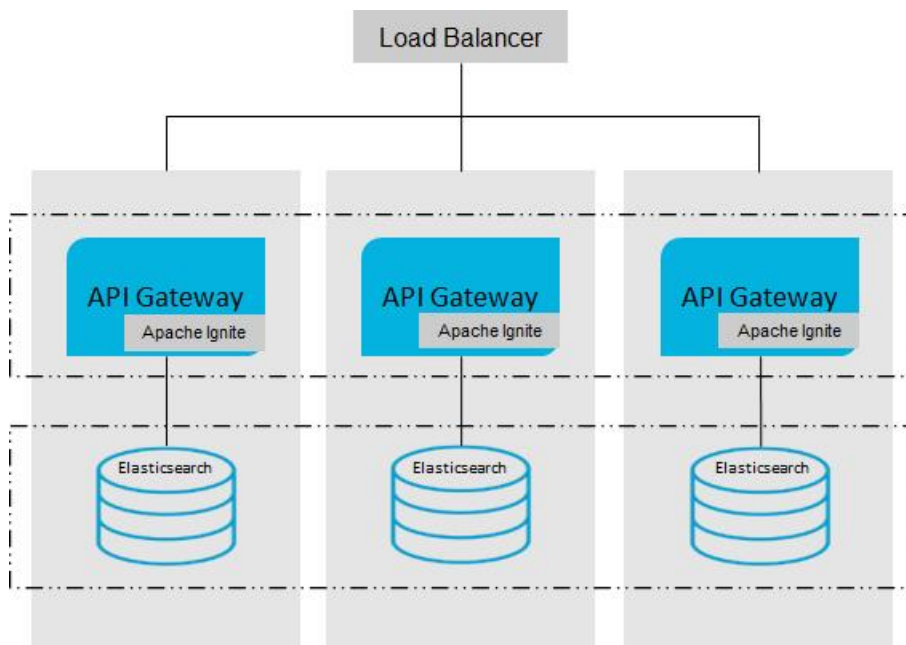 Load Balancer
API Gateway
Apache Ignite
API Gateway
Apache Ignite
API Gateway
Apache Ignite
Elasticsearch
Elasticsearch
Elasticsearch